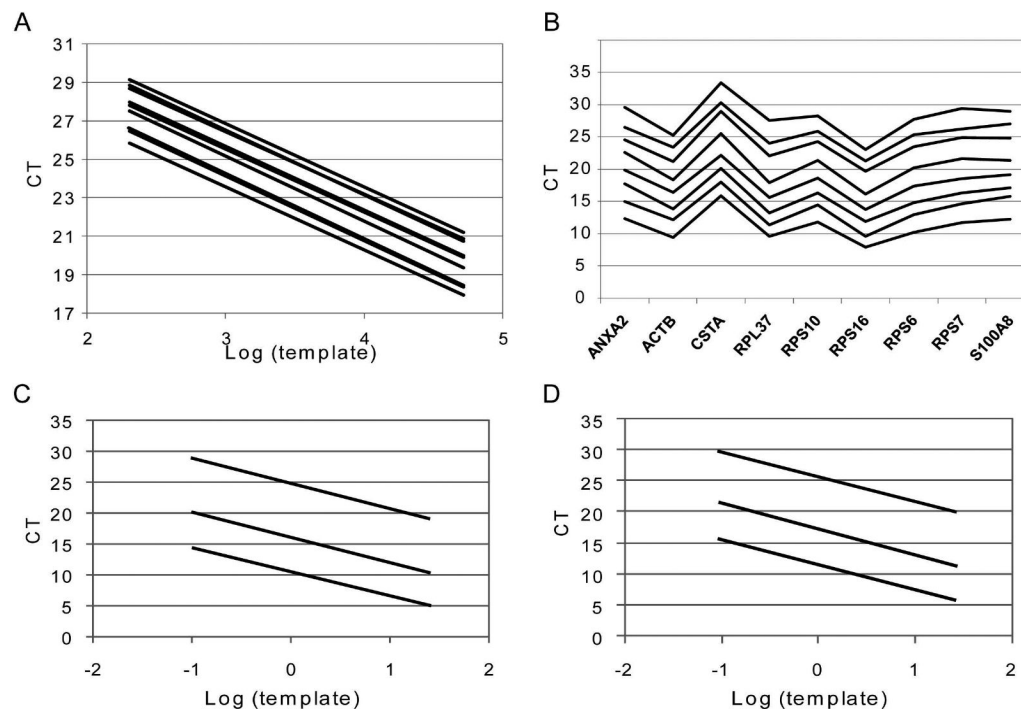 A
31
29
27
25
23
21
19
17
CT
2 3 4 5
Log (template)
B
35
30
25
20
15
10
5
0
CT
ANXA2
ACTB
CSTA
RPL37
RPS10
RPS16
RPS6
RPS7
S100A8
C
35
30
25
20
15
10
5
0
CT
-2 -1 0 1 2
Log (template)
D
35
30
25
20
15
10
5
0
CT
-2 -1 0 1 2
Log (template)